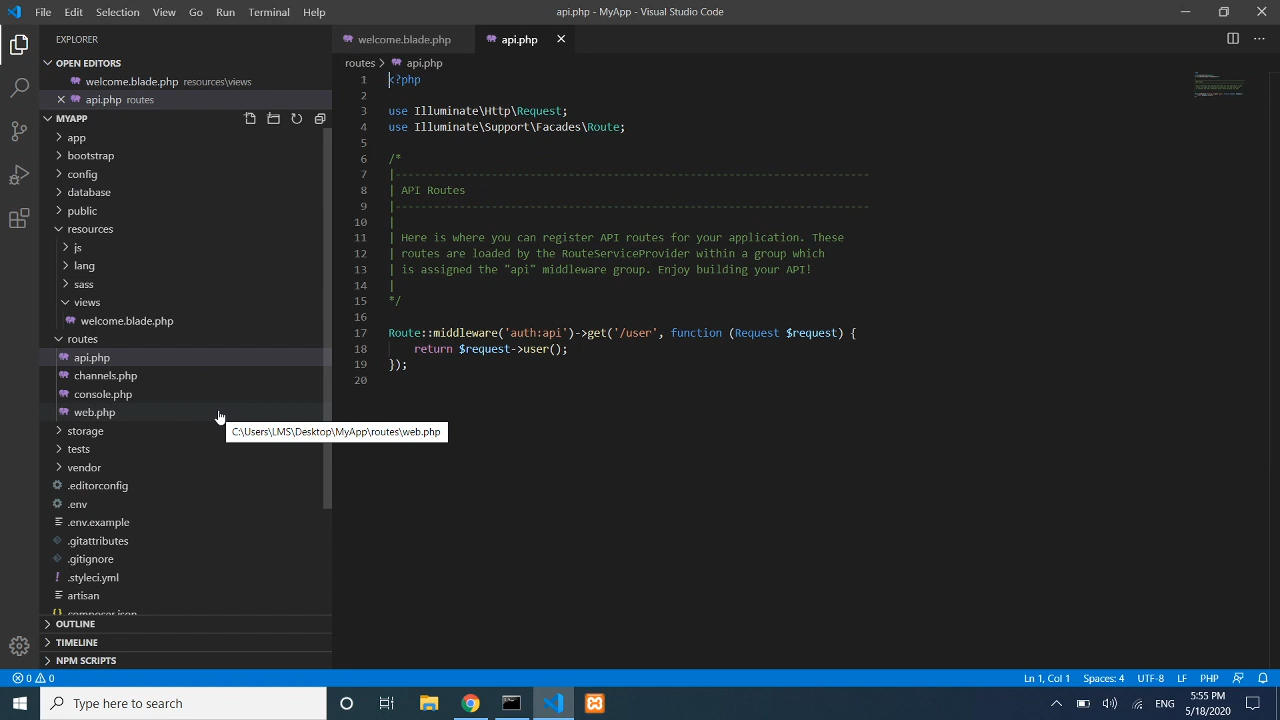 File Edit Selection View Go Run Terminal Help
api.php - MyApp - Visual Studio Code
EXPLORER
OPEN EDITORS
welcome.blade.php resources\views
api.php routes
MYAPP
app
bootstrap
config
database
public
resources
js
lang
sass
views
welcome.blade.php
routes
api.php
channels.php
console.php
web.php
C:\Users\LMS\Desktop\MyApp\routes\web.php
storage
tests
vendor
.editorconfig
.env
.env.example
.gitattributes
.gitignore
.styleci.yml
artisan
composer.json
OUTLINE
TIMELINE
NPM SCRIPTS
welcome.blade.php
api.php
routes > api.php
1 <?php
2
3 use Illuminate\Http\Request;
4 use Illuminate\Support\Facades\Route;
5
6 /*
7 |--------------------------------------------------------------------------
8 | API Routes
9 |--------------------------------------------------------------------------
10 |
11 | Here is where you can register API routes for your application. These
12 | routes are loaded by the RouteServiceProvider within a group which
13 | is assigned the "api" middleware group. Enjoy building your API!
14 |
15 */
16
17 Route::middleware('auth:api')->get('/user', function (Request $request) {
18 return $request->user();
19 });
20
0 0
Ln 1, Col 1 Spaces: 4 UTF-8 LF PHP
Type here to search
ENG
5:55 PM
5/18/2020